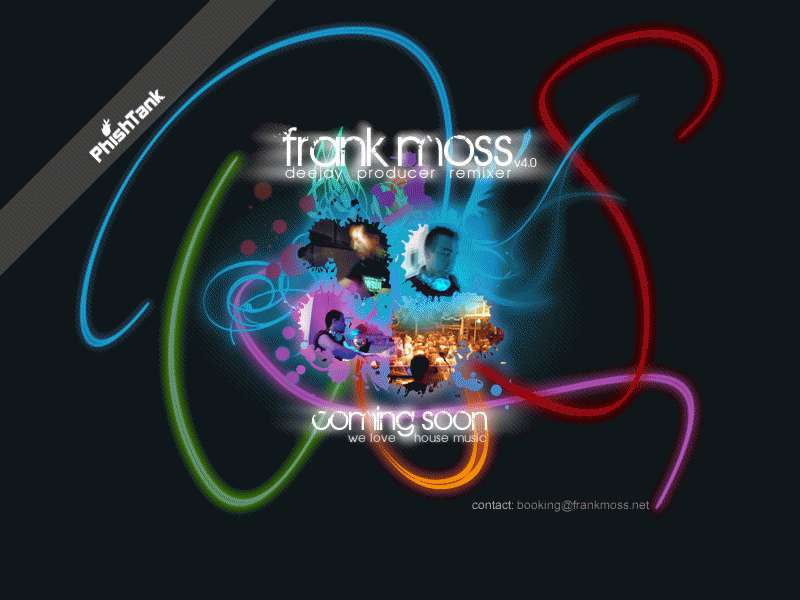 PhishTank
frank moss v4.0
deejay producer remixer
coming soon
we love house music
contact: booking@frankmoss.net